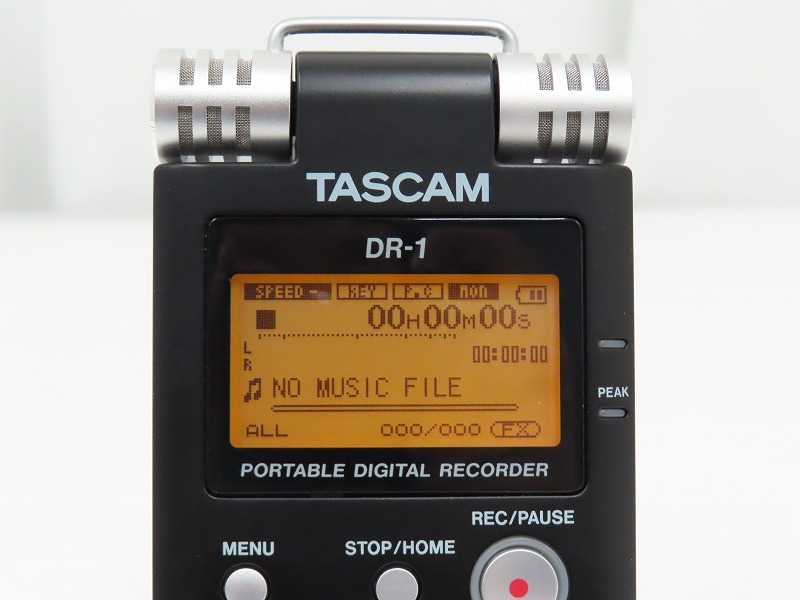 TASCAM
DR-1
SPEED KEY P.C MON
00H00M00S
L 00:00:00
R
NO MUSIC FILE
ALL 000/000 FX
PEAK
PORTABLE DIGITAL RECORDER
REC/PAUSE
MENU STOP/HOME